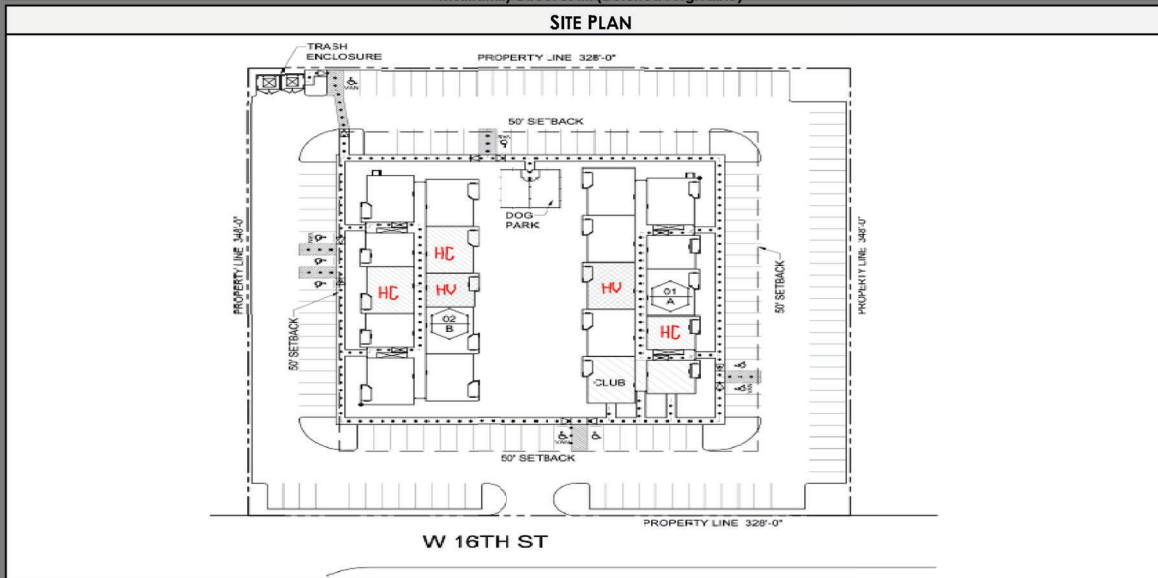 SITE PLAN
TRASH
ENCLOSURE
PROPERTY LINE 328'-0"
VAN
50' SETBACK
VAN
DOG
PARK
PROPERTY LINE 348'-0"
PROPERTY LINE 348'-0"
VAN
HC
HC
HV
HV
01
A
02
B
HC
50' SETBACK
50' SETBACK
CLUB
VAN
VAN
50' SETBACK
PROPERTY LINE 328'-0"
W 16TH ST